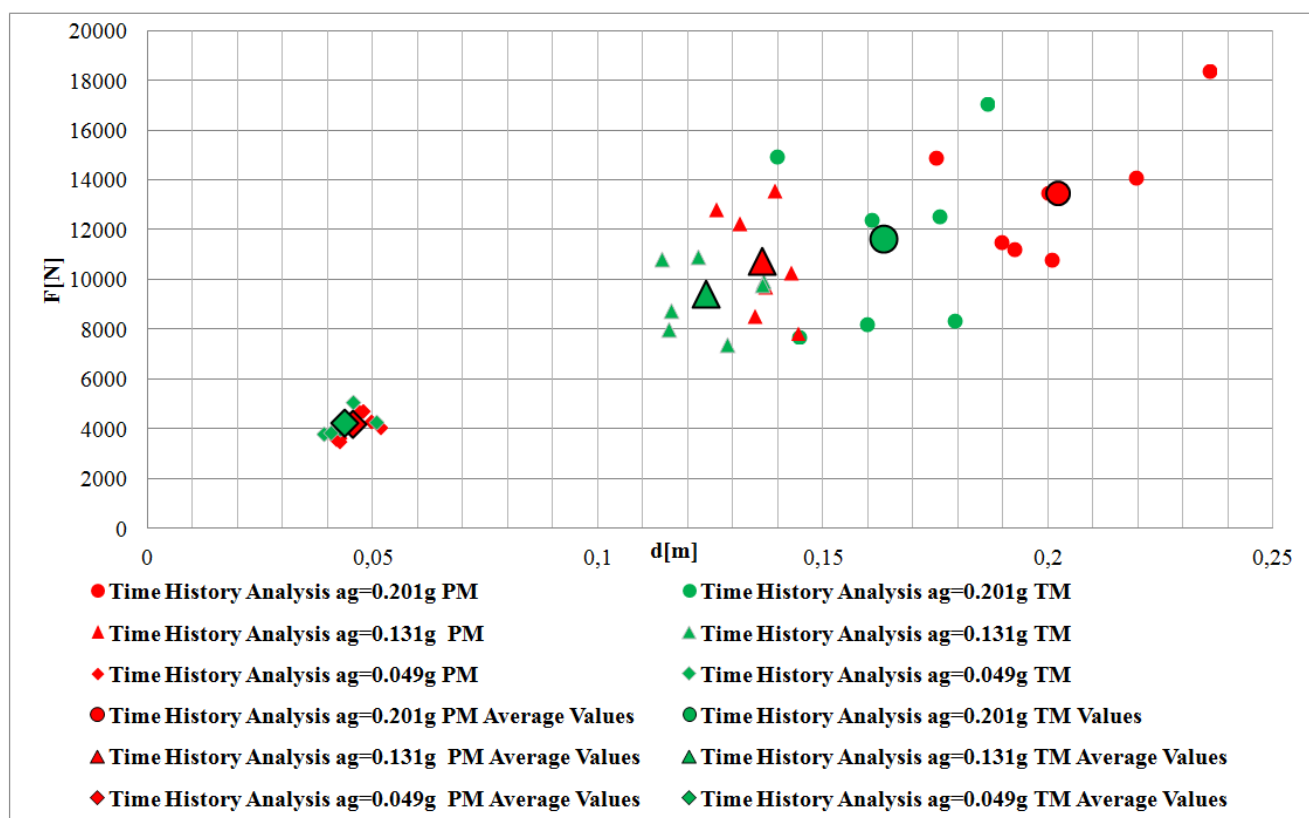 20000
18000
16000
14000
12000
10000
8000
6000
4000
2000
0
F[N]
0 0,05 0,1 0,15 0,2 0,25
d[m]
Time History Analysis ag=0.201g PM
Time History Analysis ag=0.201g TM
Time History Analysis ag=0.131g  PM
Time History Analysis ag=0.131g TM
Time History Analysis ag=0.049g PM
Time History Analysis ag=0.049g TM
Time History Analysis ag=0.201g PM Average Values
Time History Analysis ag=0.201g TM Values
Time History Analysis ag=0.131g  PM Average Values
Time History Analysis ag=0.131g TM Average Values
Time History Analysis ag=0.049g  PM Average Values
Time History Analysis ag=0.049g TM Average Values